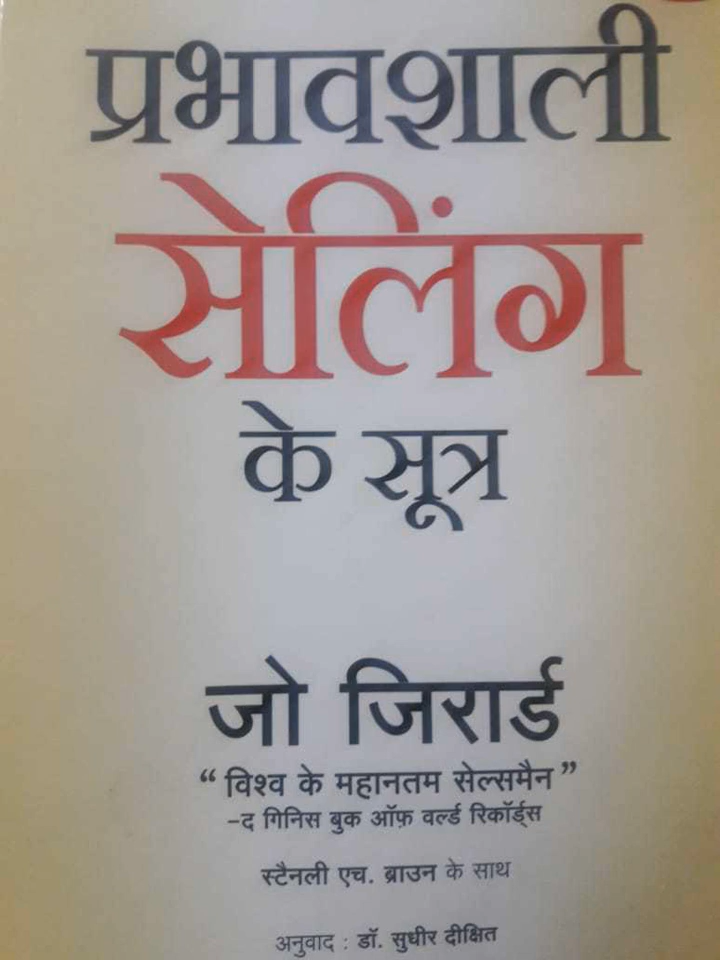 प्रभावशाली
सेलिंग
के सूत्र
जो जिरार्ड
“ विश्व के महानतम सेल्समैन ”
–द गिनिस बुक ऑफ़ वर्ल्ड रिकॉर्ड्स
स्टैनली एच. ब्राउन के साथ
अनुवाद : डॉ. सुधीर दीक्षित